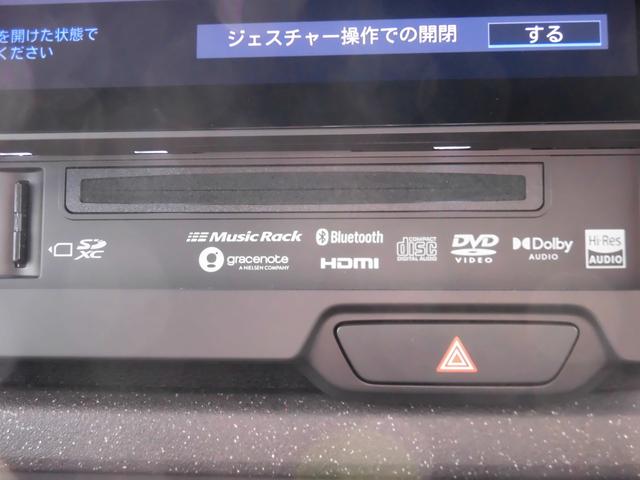 を開けた状態で
ください
ジェスチャー操作での開閉 する
SD XC
Music Rack
Bluetooth
COMPACT disc DIGITAL AUDIO
DVD VIDEO
Dolby AUDIO
Hi-Res AUDIO
gracenote
A NIELSEN COMPANY
HDMI